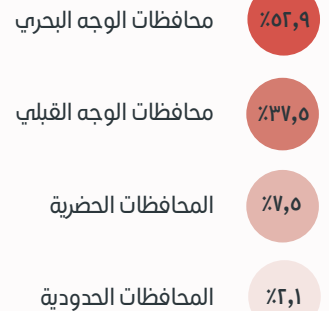 ٪٥٢,٩ محافظات الوجه البحري
٪٣٧,٥ محافظات الوجه القبلي
٪٧,٥ المحافظات الحضرية
٪٢,١ المحافظات الحدودية